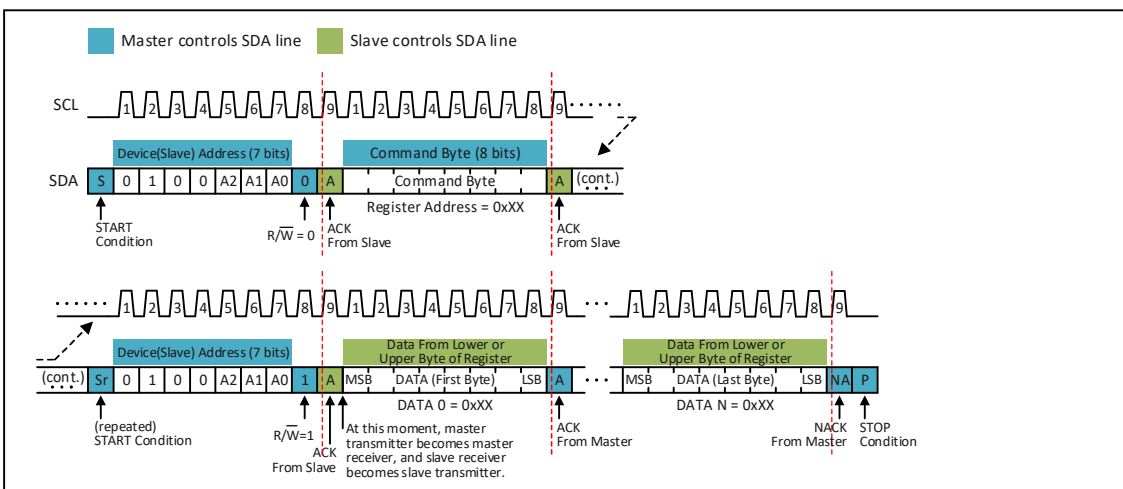 Master controls SDA line Slave controls SDA line
SCL 1 2 3 4 5 6 7 8 9 1 2 3 4 5 6 7 8 9 ······
Device(Slave) Address (7 bits) Command Byte (8 bits)
SDA S 0 1 0 0 A2 A1 A0 0 A Command Byte A (cont.)
Register Address = 0xXX
START
Condition
R/W̅ = 0
ACK
From Slave
ACK
From Slave
······ 1 2 3 4 5 6 7 8 9 1 2 3 4 5 6 7 8 9 ··· 1 2 3 4 5 6 7 8 9
Device(Slave) Address (7 bits)
Data From Lower or
Upper Byte of Register
Data From Lower or
Upper Byte of Register
(cont.) Sr 0 1 0 0 A2 A1 A0 1 A MSB DATA (First Byte) LSB A ··· MSB DATA (Last Byte) LSB NA P
DATA 0 = 0xXX DATA N = 0xXX
(repeated)
START Condition
R/W̅=1
ACK
From Slave
At this moment, master
transmitter becomes master
receiver, and slave receiver
becomes slave transmitter.
ACK
From Master
NACK
From Master
STOP
Condition